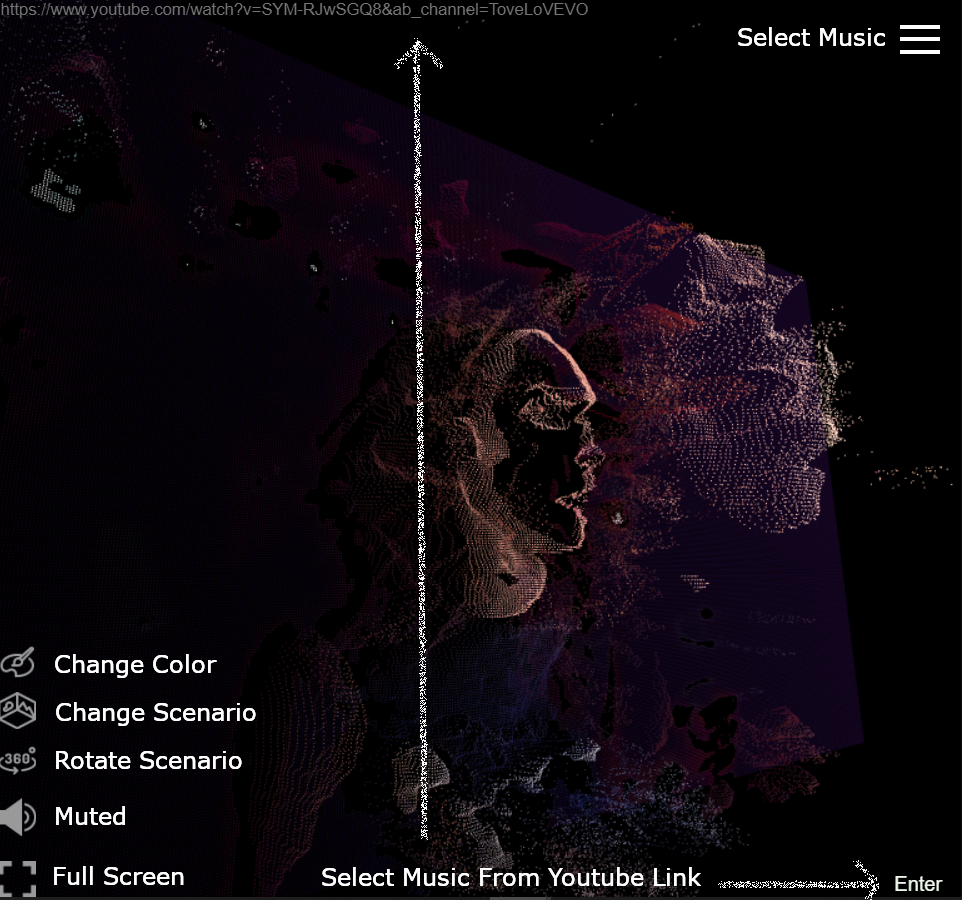 https://www.youtube.com/watch?v=SYM-RJwSGQ8&ab_channel=ToveLoVEVO
Select Music
Change Color
Change Scenario
360°
Rotate Scenario
Muted
Full Screen
Select Music From Youtube Link
Enter